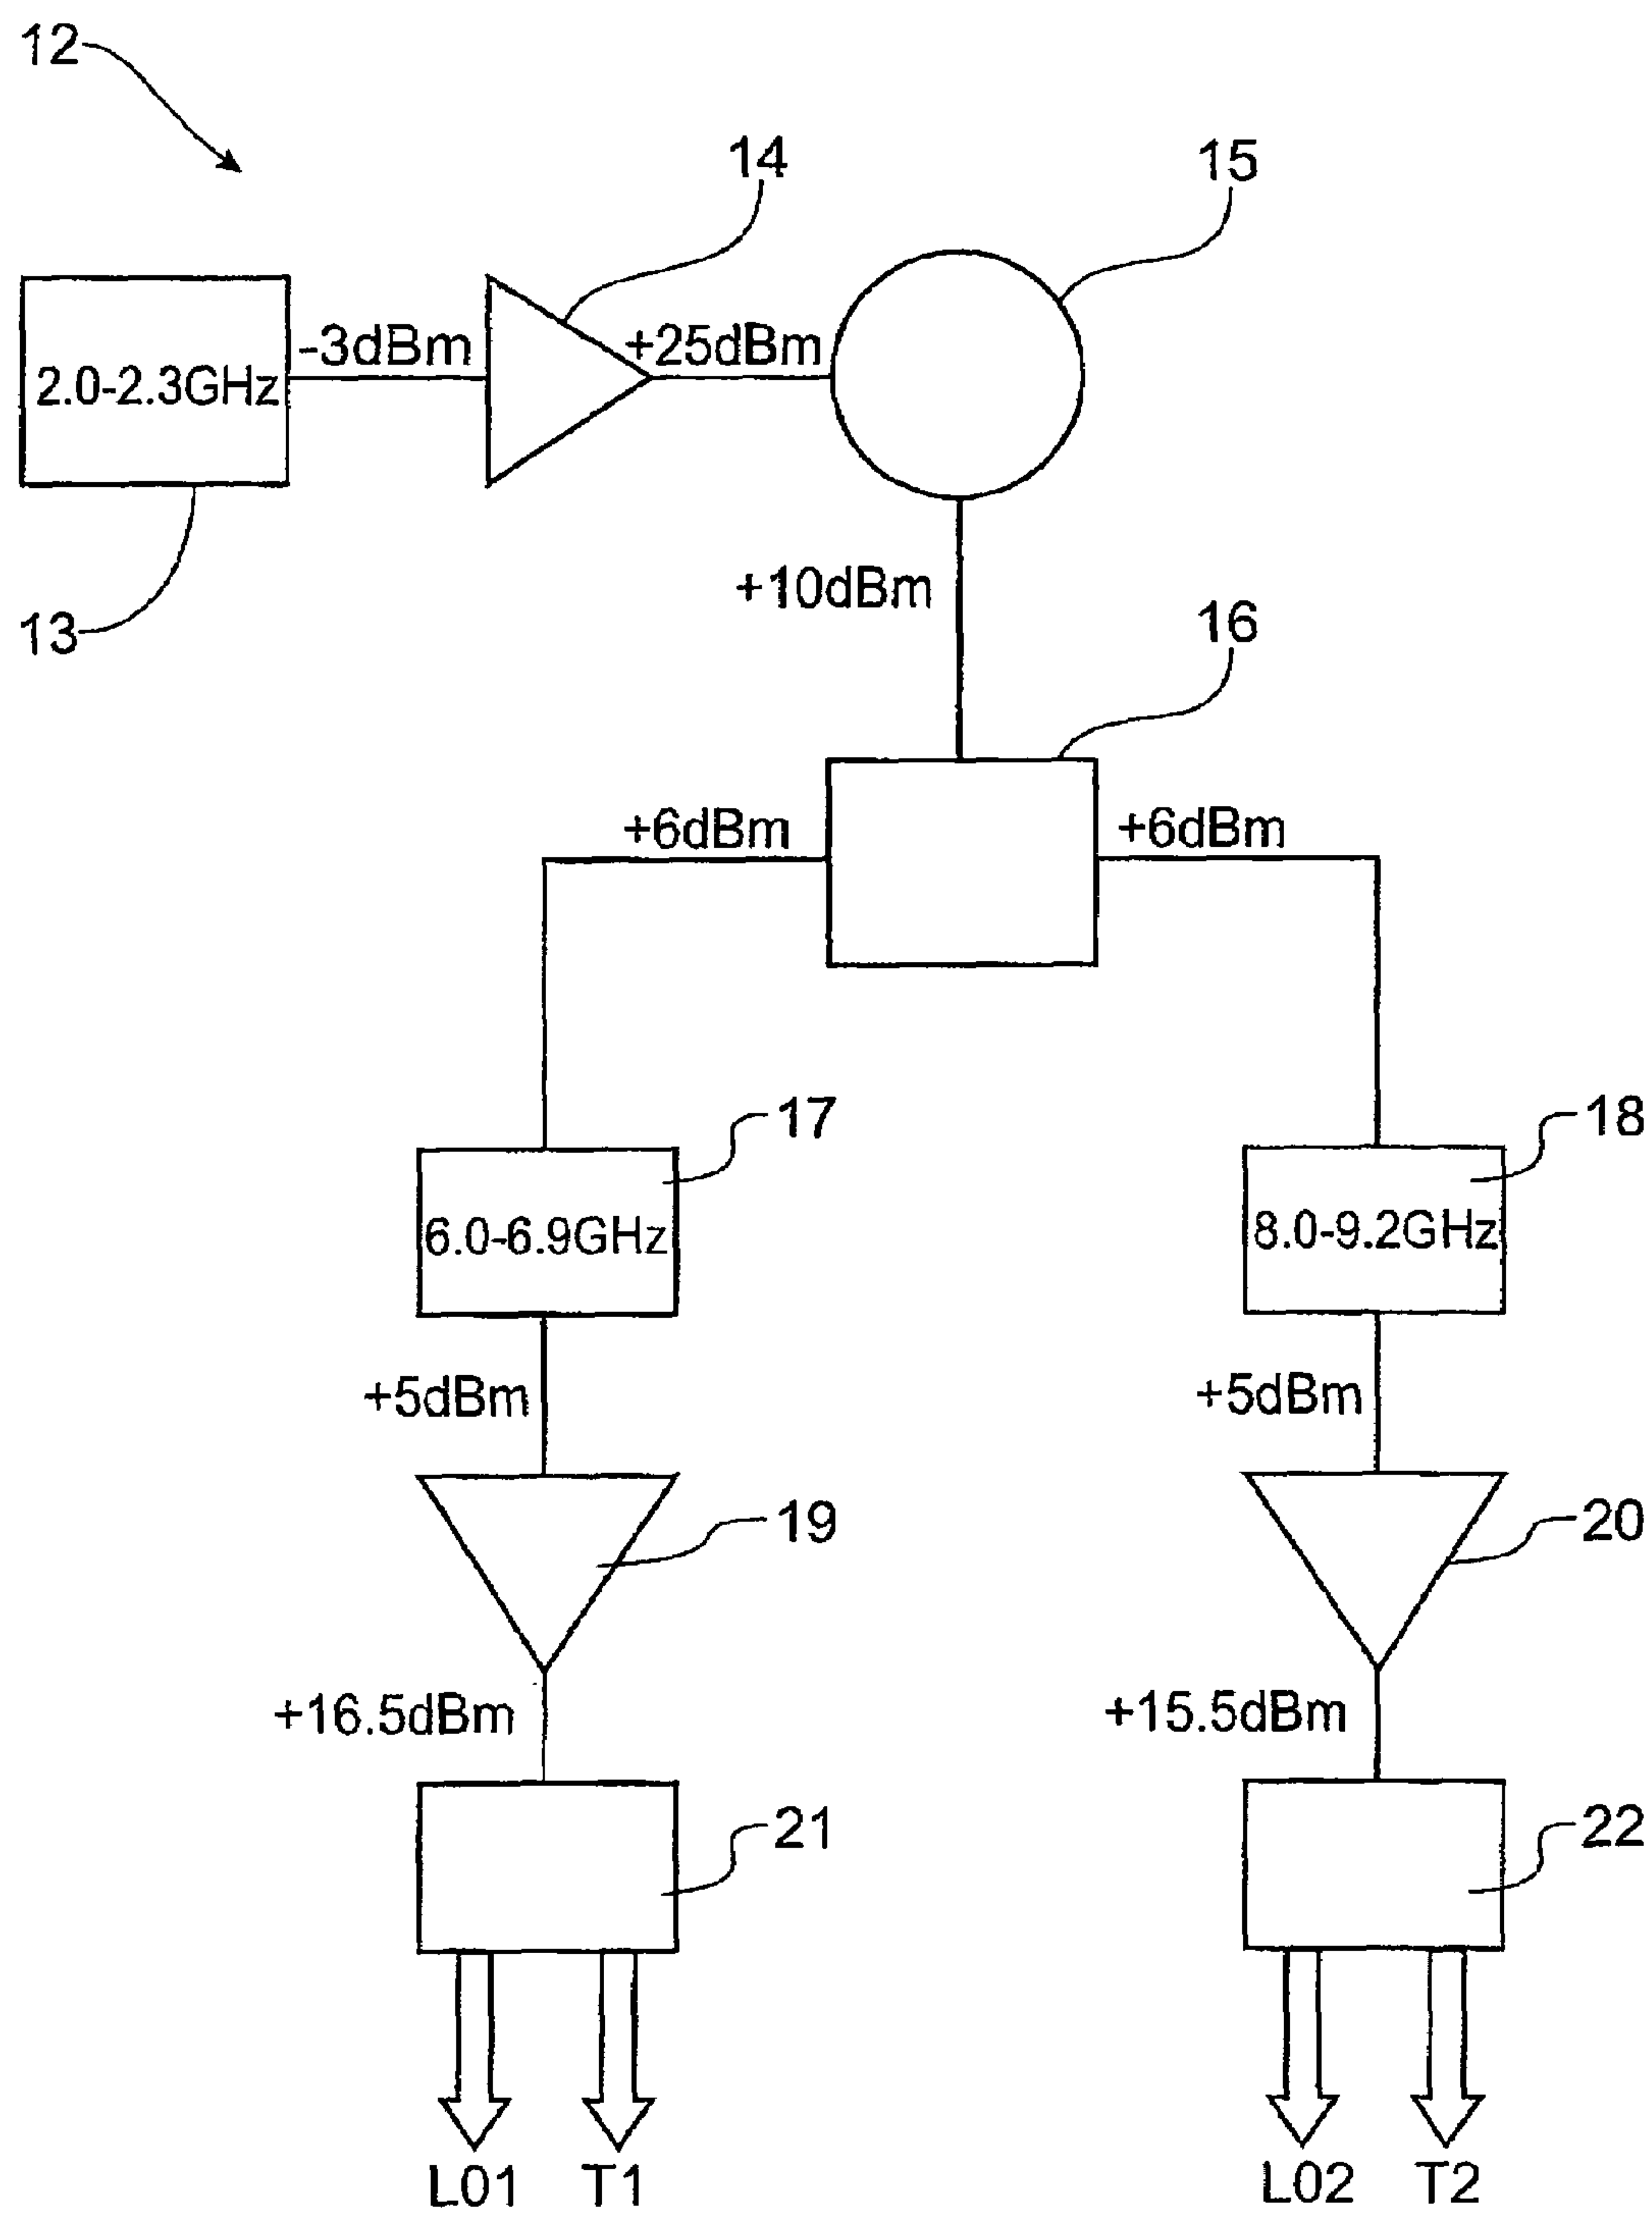 12
14
15
-3dBm
+25dBm
2.0-2.3GHz
+10dBm
13
16
+6dBm
+6dBm
17
18
6.0-6.9GHz
8.0-9.2GHz
+5dBm
+5dBm
19
20
+16.5dBm
+15.5dBm
21
22
L01
T1
L02
T2